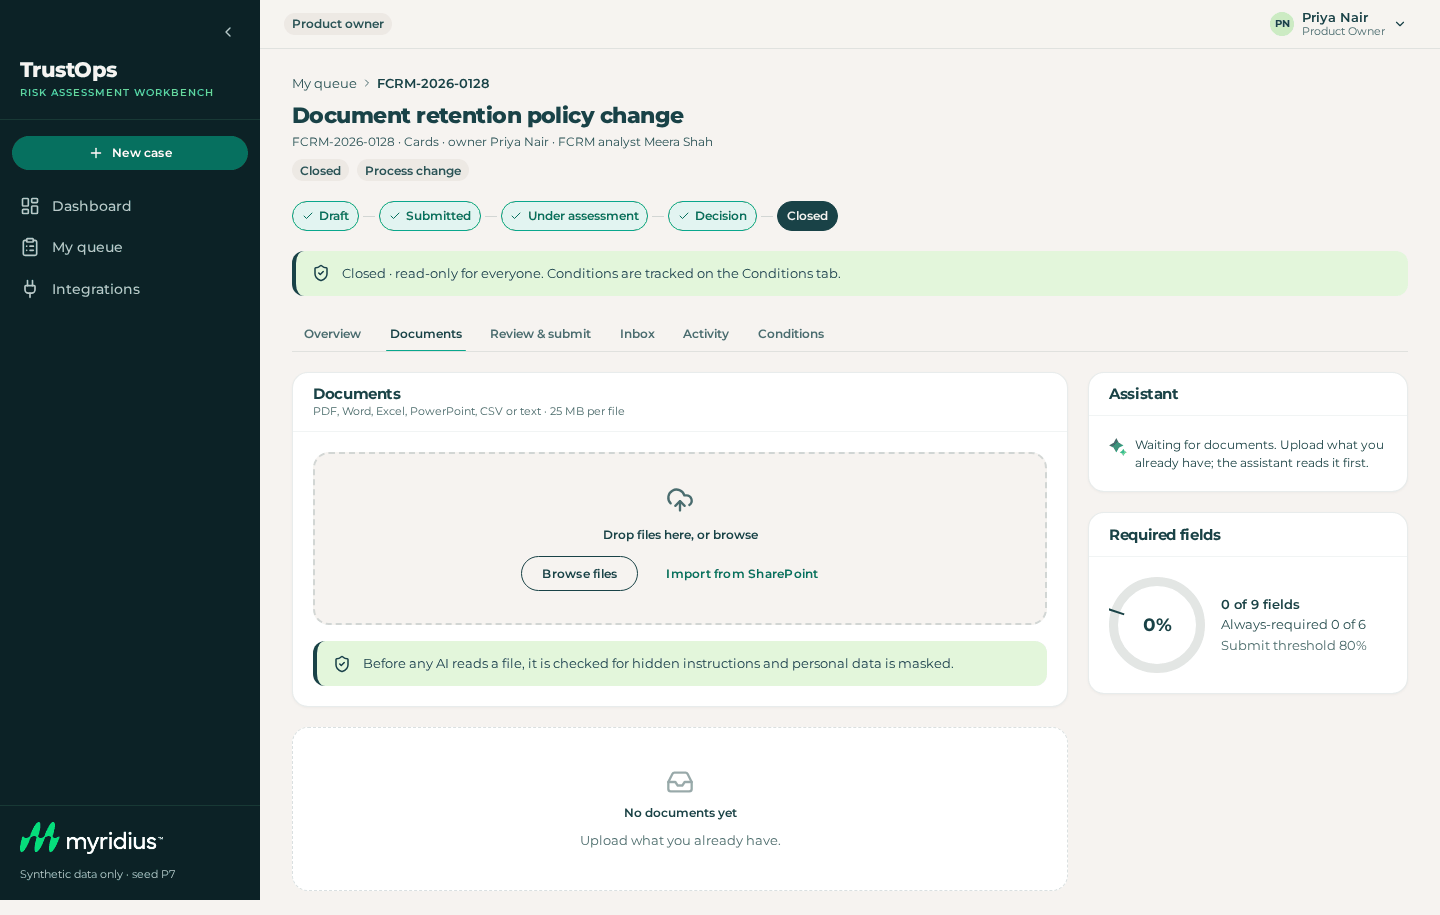 TrustOps
RISK ASSESSMENT WORKBENCH
New case
Dashboard
My queue
Integrations
myridius™
Synthetic data only · seed P7
Product owner
PN
Priya Nair
Product Owner
My queue > FCRM-2026-0128
Document retention policy change
FCRM-2026-0128 · Cards · owner Priya Nair · FCRM analyst Meera Shah
Closed Process change
Draft Submitted Under assessment Decision Closed
Closed · read-only for everyone. Conditions are tracked on the Conditions tab.
Overview Documents Review & submit Inbox Activity Conditions
Documents
PDF, Word, Excel, PowerPoint, CSV or text · 25 MB per file
Drop files here, or browse
Browse files Import from SharePoint
Before any AI reads a file, it is checked for hidden instructions and personal data is masked.
No documents yet
Upload what you already have.
Assistant
Waiting for documents. Upload what you
already have; the assistant reads it first.
Required fields
0%
0 of 9 fields
Always-required 0 of 6
Submit threshold 80%